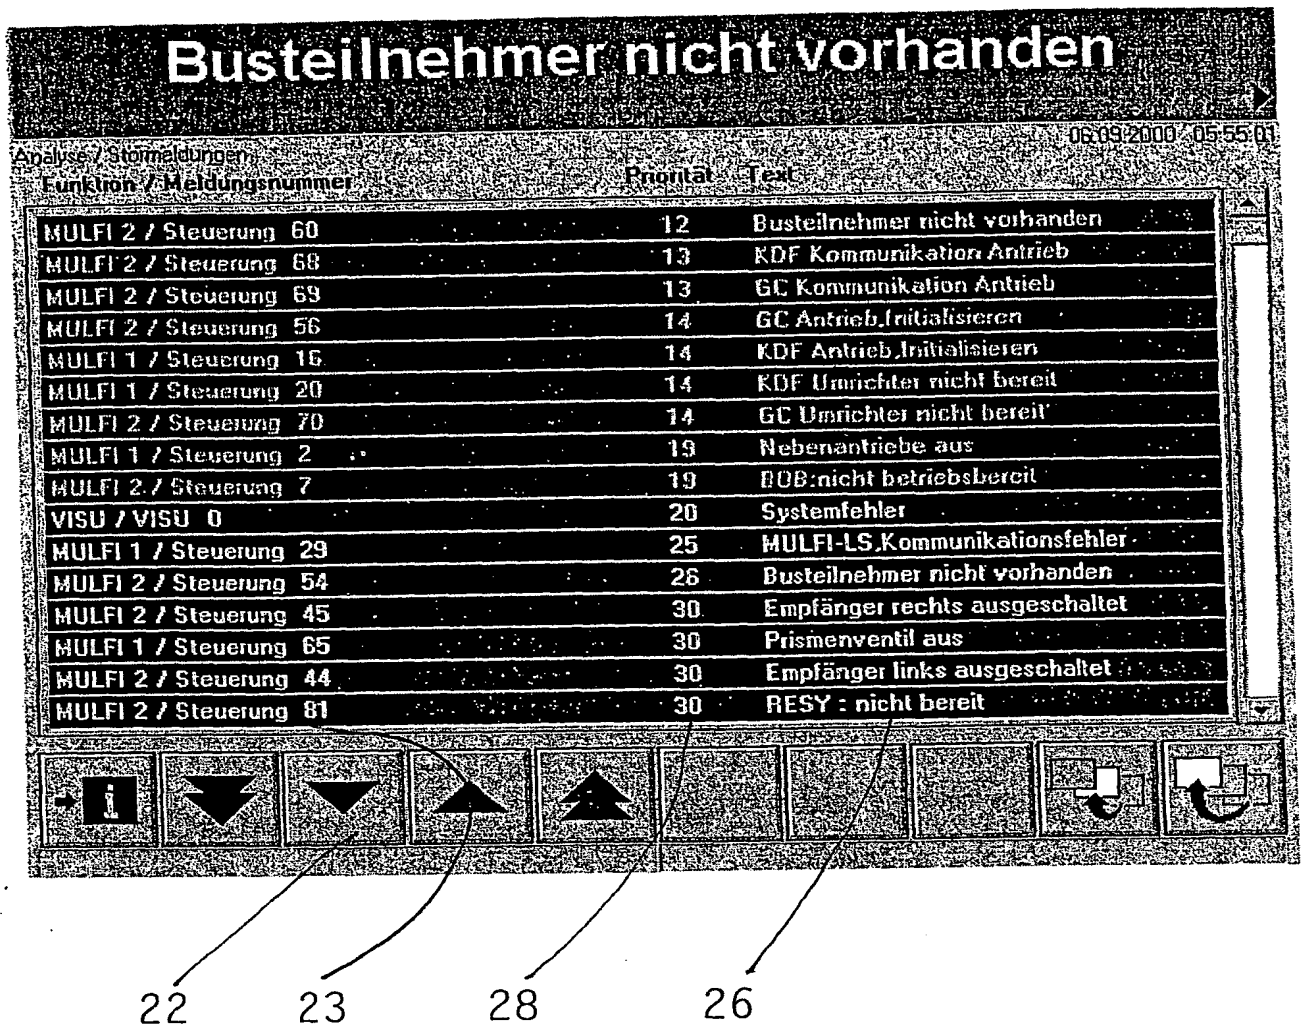 Busteilnehmer nicht vorhanden
06.09.2000 05:55:01
Analyse / Störmeldungen
Funktion / Meldungsnummer Priorität Text
MULFI 2 / Steuerung 60 12 Busteilnehmer nicht vorhanden
MULFI 2 / Steuerung 68 13 KDF Kommunikation Antrieb
MULFI 2 / Steuerung 69 13 GC Kommunikation Antrieb
MULFI 2 / Steuerung 56 14 GC Antrieb,Initialisieren
MULFI 1 / Steuerung 16 14 KDF Antrieb,Initialisieren
MULFI 1 / Steuerung 20 14 KDF Umrichter nicht bereit
MULFI 2 / Steuerung 70 14 GC Umrichter nicht bereit
MULFI 1 / Steuerung 2 19 Nebenantriebe aus
MULFI 2 / Steuerung 7 19 BOB:nicht betriebsbereit
VISU / VISU 0 20 Systemfehler
MULFI 1 / Steuerung 29 25 MULFI-LS,Kommunikationsfehler
MULFI 2 / Steuerung 54 26 Busteilnehmer nicht vorhanden
MULFI 2 / Steuerung 45 30 Empfänger rechts ausgeschaltet
MULFI 1 / Steuerung 65 30 Prismenventil aus
MULFI 2 / Steuerung 44 30 Empfänger links ausgeschaltet
MULFI 2 / Steuerung 81 30 RESY : nicht bereit
i
22 23 28 26